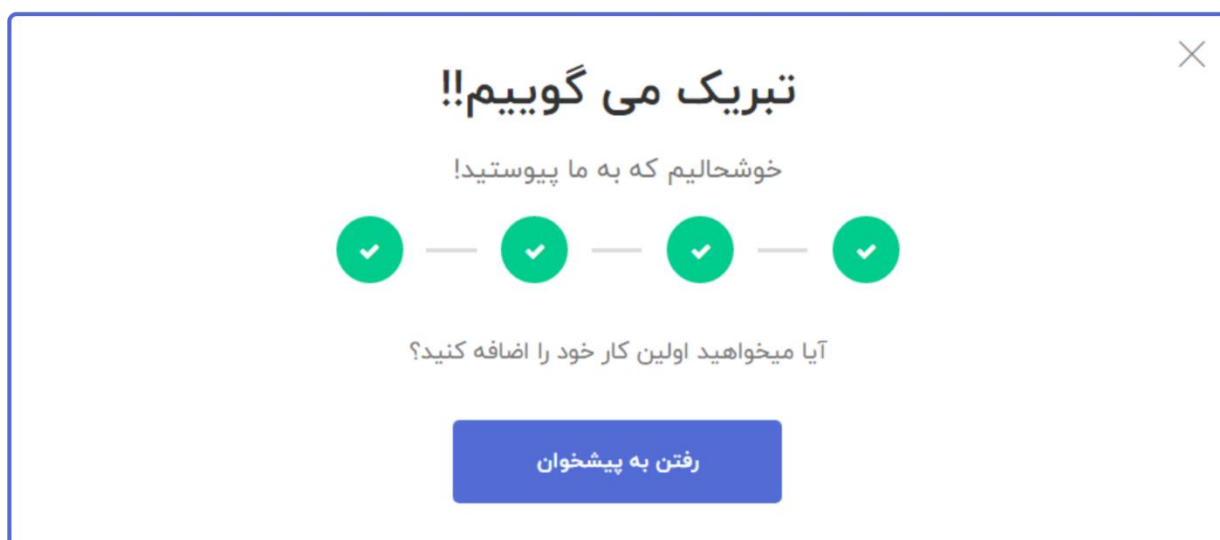 تبریک می گوییم!!
خوشحالیم که به ما پیوستید!
آیا میخواهید اولین کار خود را اضافه کنید؟
رفتن به پیشخوان